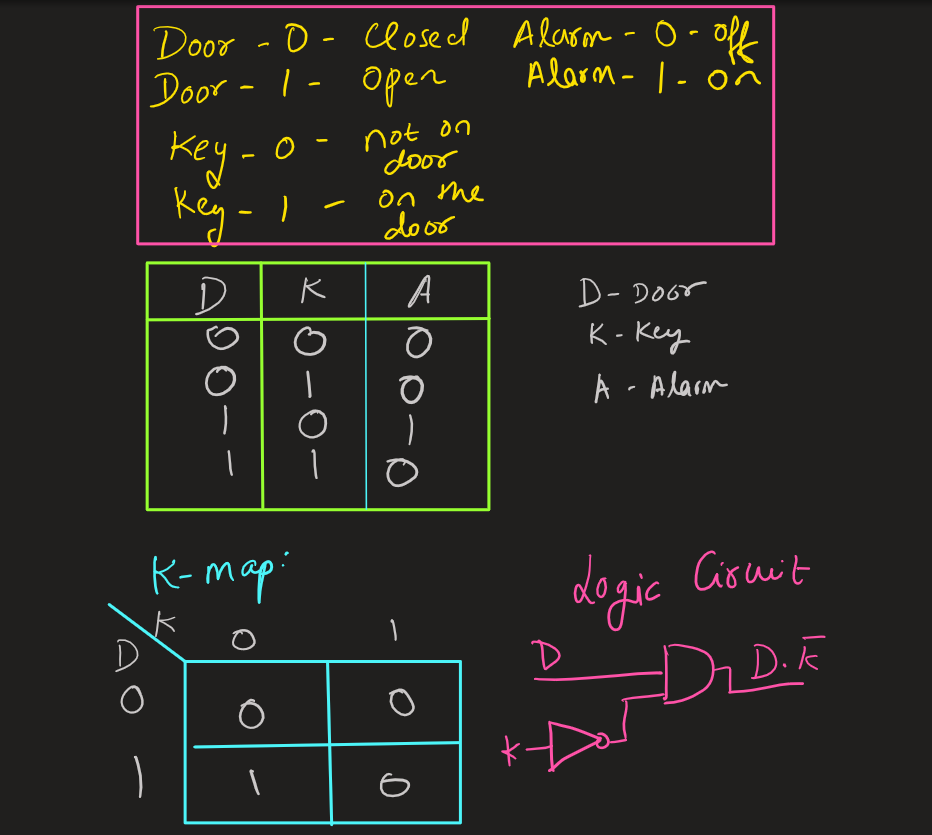 Door - 0 - Closed Alarm - 0 - off
Door - 1 - Open Alarm - 1 - on
Key - 0 - not on
door
Key - 1 - on the
door
D K A
0 0 0
0 1 0
1 0 1
1 1 0
D - Door
K - Key
A - Alarm
K-map:
K
D
0 1
0 0 0
1 1 0
Logic Circuit
D
D.K̅
K